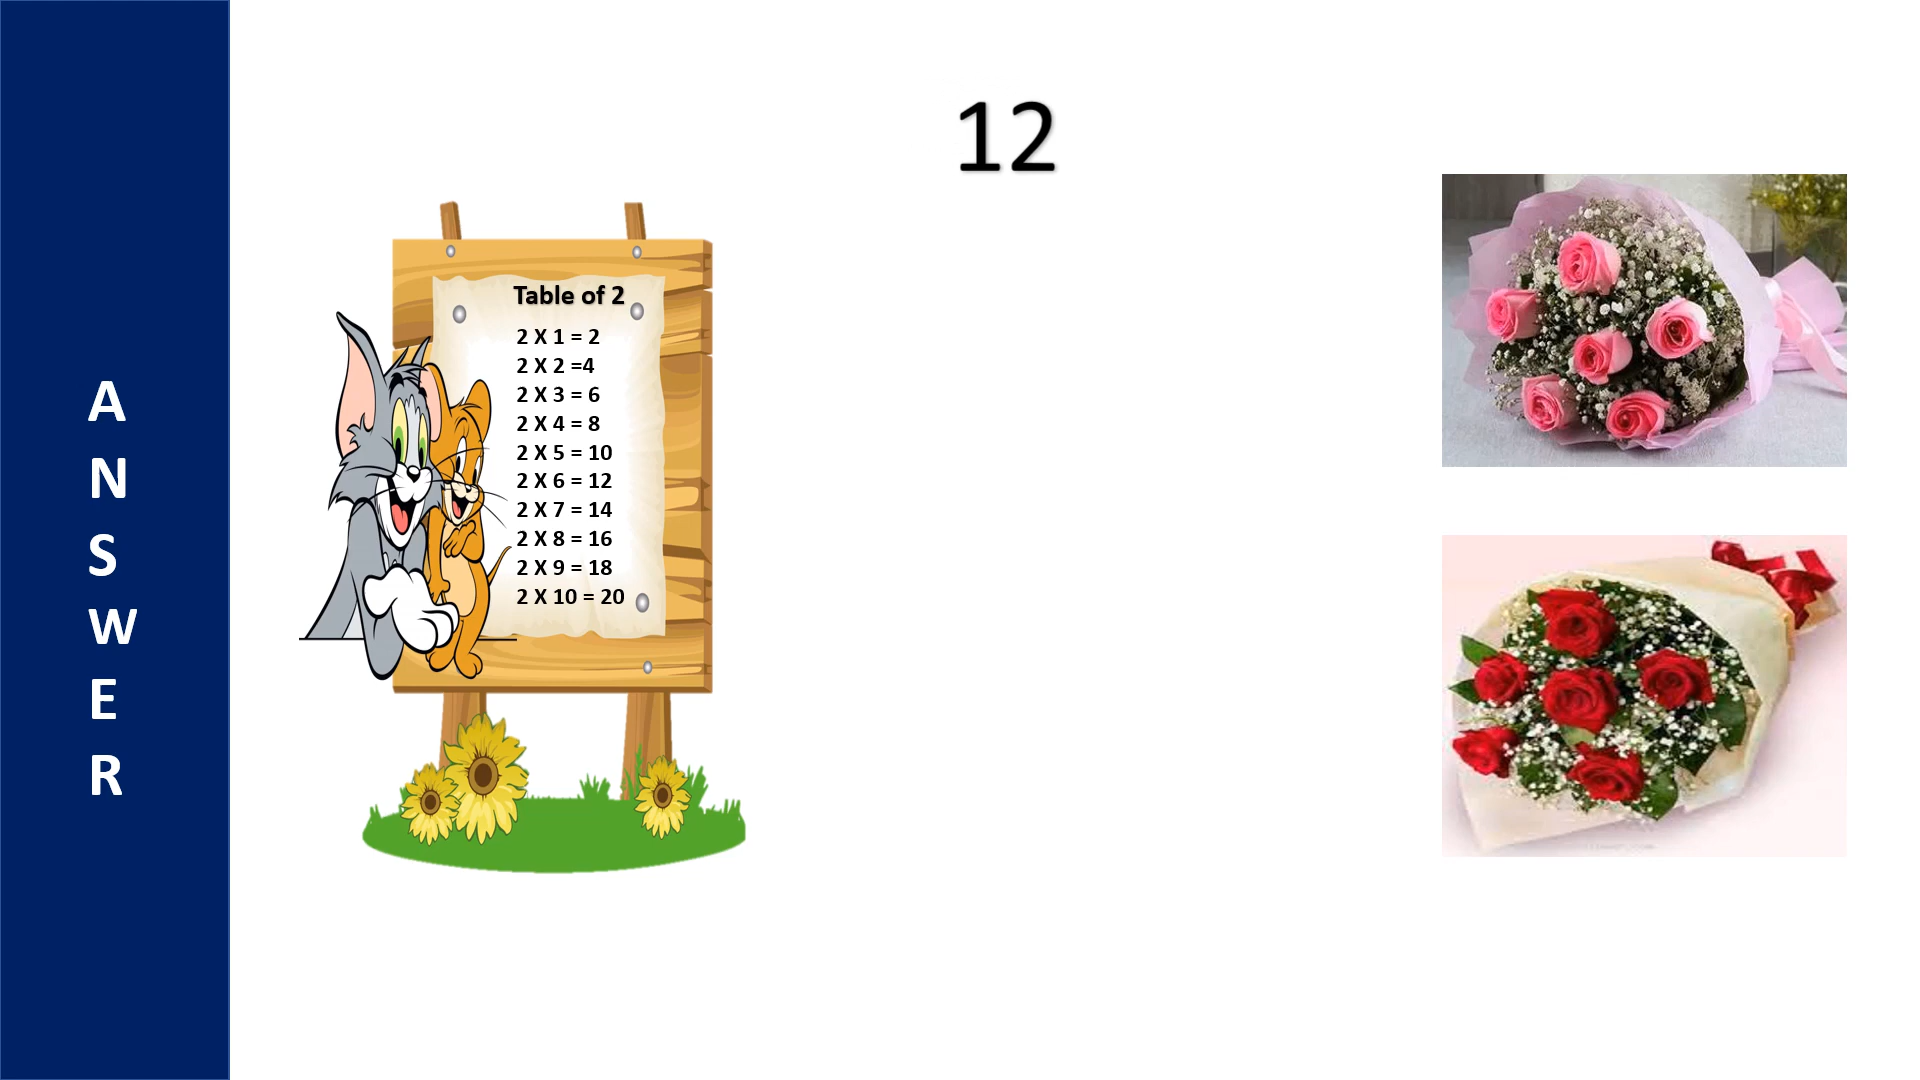 A
N
S
W
E
R
12
Table of 2
2 X 1 = 2
2 X 2 =4
2 X 3 = 6
2 X 4 = 8
2 X 5 = 10
2 X 6 = 12
2 X 7 = 14
2 X 8 = 16
2 X 9 = 18
2 X 10 = 20